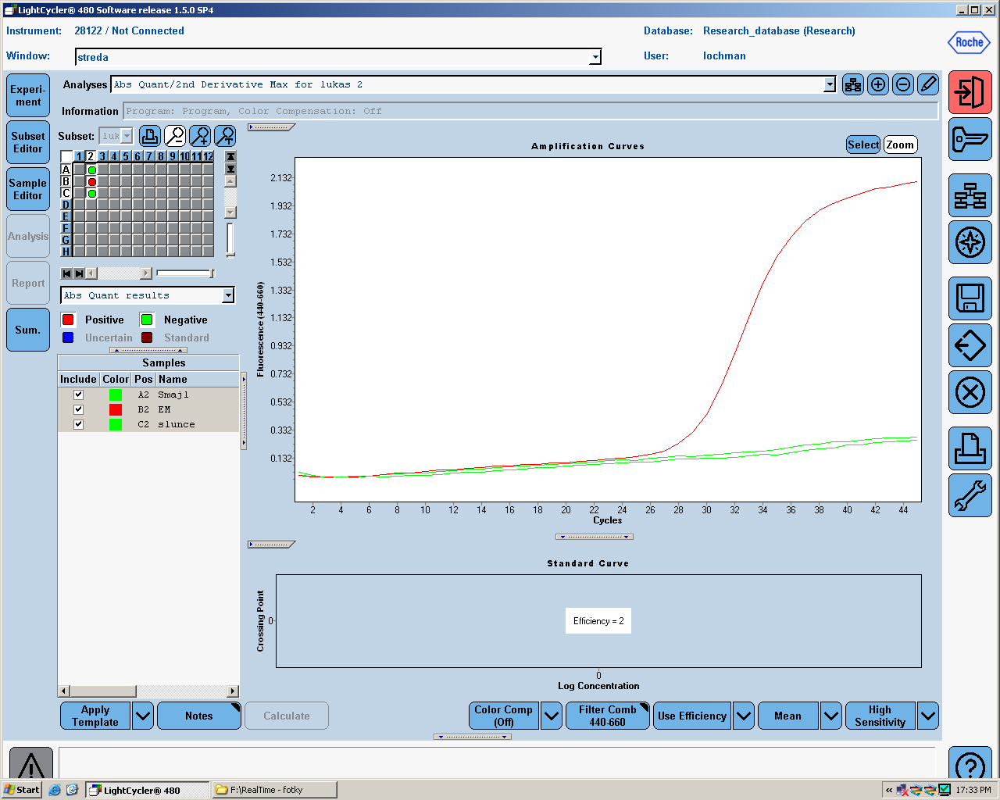 LightCycler® 480 Software release 1.5.0 SP4
Instrument: 28122 / Not Connected
Database: Research_database (Research)
Roche
Window: streda
User: lochman
Experi-
ment
Subset
Editor
Sample
Editor
Analysis
Report
Sum.
Analyses Abs Quant/2nd Derivative Max for lukas 2
Information Program: Program, Color Compensation: Off
Subset: luk
1 2 3 4 5 6 7 8 9 10 11 12
A
B
C
D
E
F
G
H
Abs Quant results
Positive Negative
Uncertain Standard
Samples
Include Color Pos Name
A2 Smajl
B2 EM
C2 slunce
Amplification Curves
Select Zoom
Fluorescence (440-660)
2.132
1.932
1.732
1.532
1.332
1.132
0.932
0.732
0.532
0.332
0.132
2 4 6 8 10 12 14 16 18 20 22 24 26 28 30 32 34 36 38 40 42 44
Cycles
Standard Curve
Crossing Point
0
Efficiency = 2
0
Log Concentration
Apply
Template
Notes
Calculate
Color Comp
(Off)
Filter Comb
440-660
Use Efficiency
Mean
High
Sensitivity
Start
LightCycler® 480
F:\RealTime - fotky
«
17:33 PM